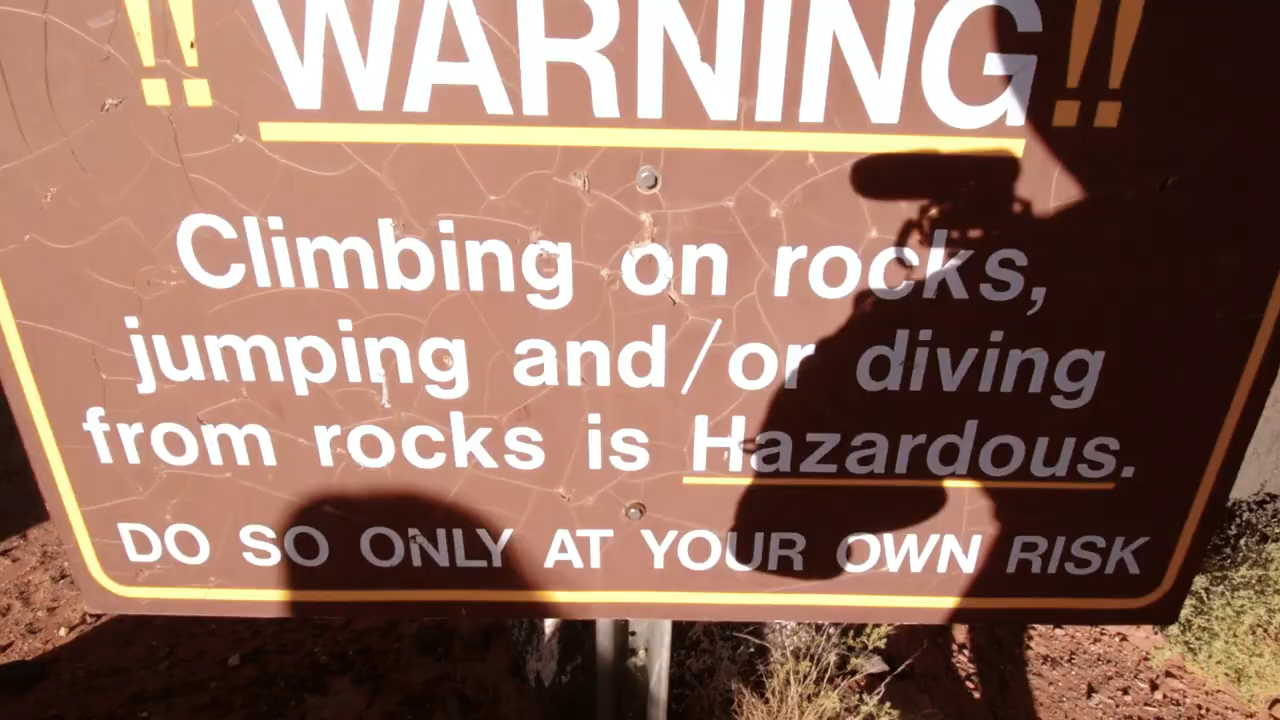 !! WARNING !!
Climbing on rocks,
jumping and/or diving
from rocks is Hazardous.
DO SO ONLY AT YOUR OWN RISK